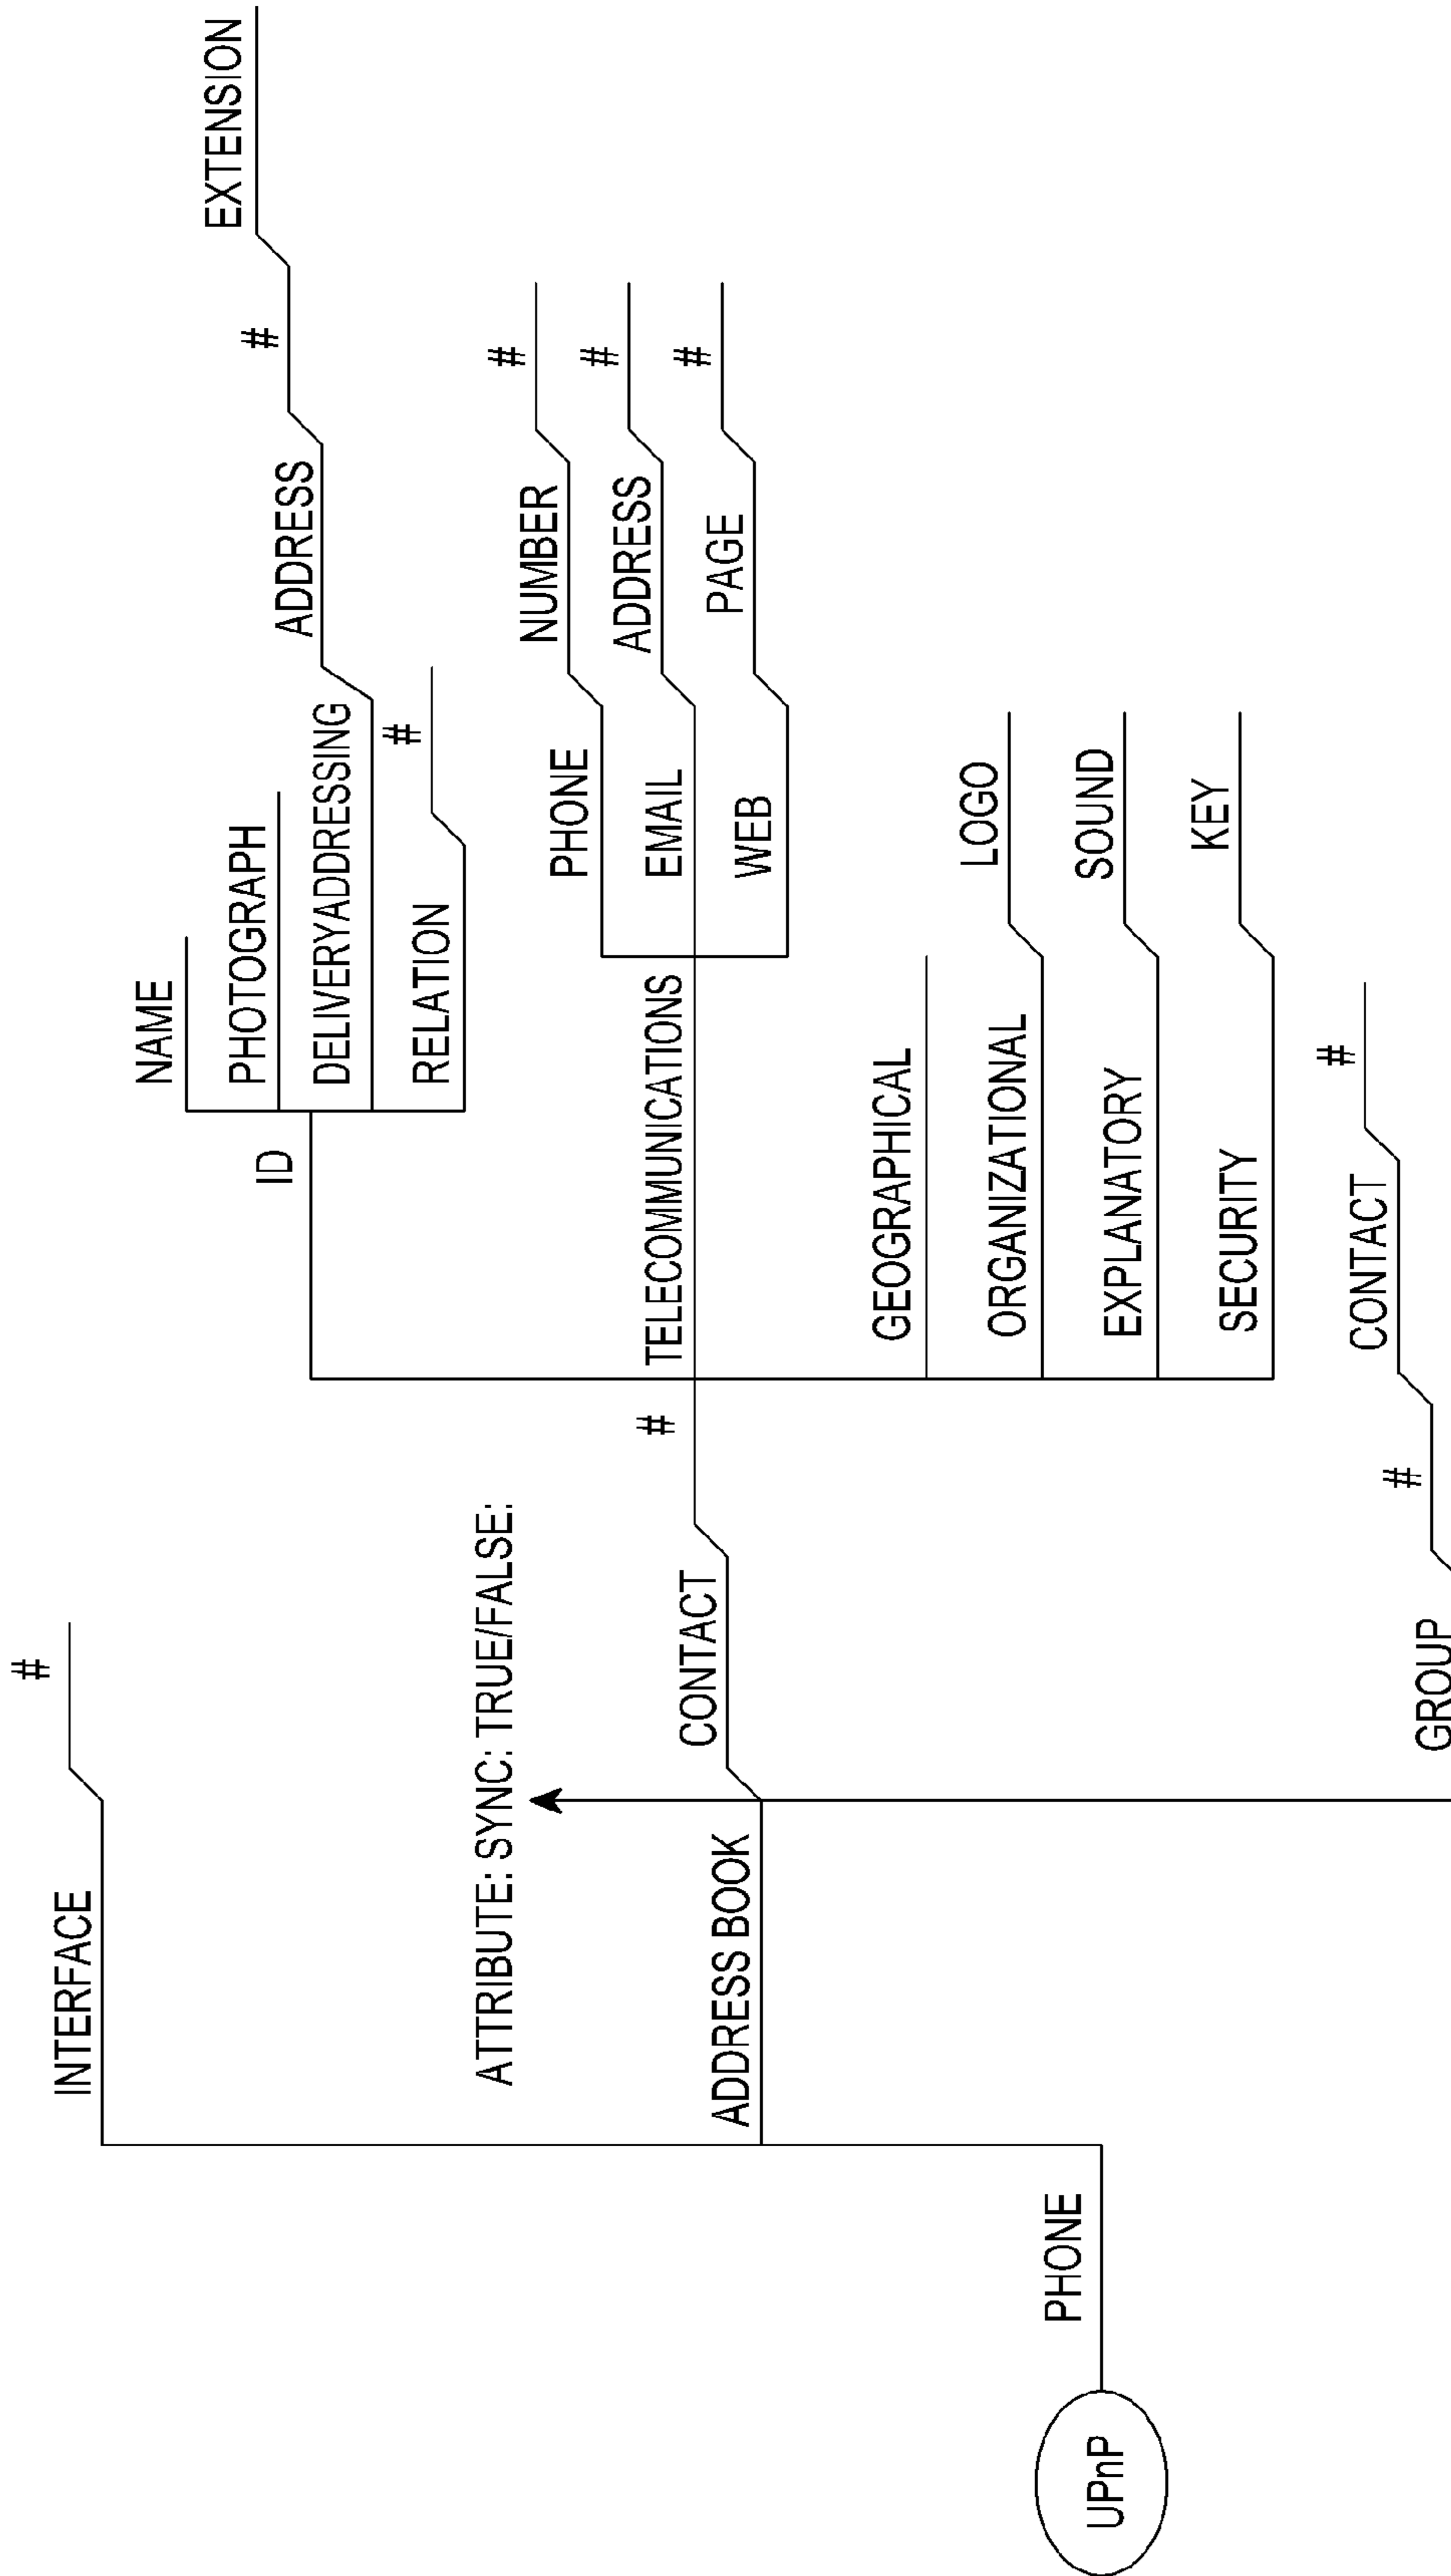 #
INTERFACE
NAME
PHOTOGRAPH
DELIVERYADDRESSING
RELATION
ID
ADDRESS
#
EXTENSION
#
ATTRIBUTE: SYNC: TRUE/FALSE:
PHONE
NUMBER
#
EMAIL
ADDRESS
#
WEB
PAGE
#
TELECOMMUNICATIONS
#
CONTACT
ADDRESS BOOK
GEOGRAPHICAL
ORGANIZATIONAL
LOGO
EXPLANATORY
SOUND
SECURITY
KEY
PHONE
UPnP
#
CONTACT
#
GROUP